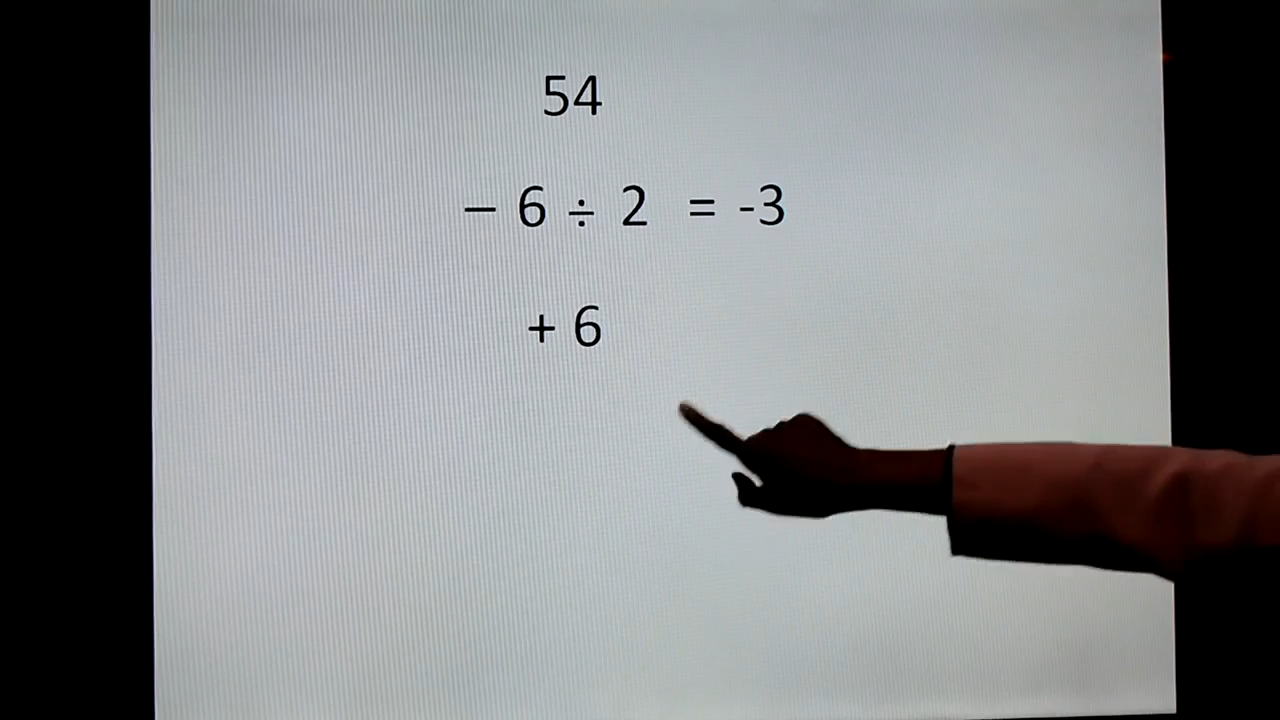 54
– 6 ÷ 2 = -3
+ 6